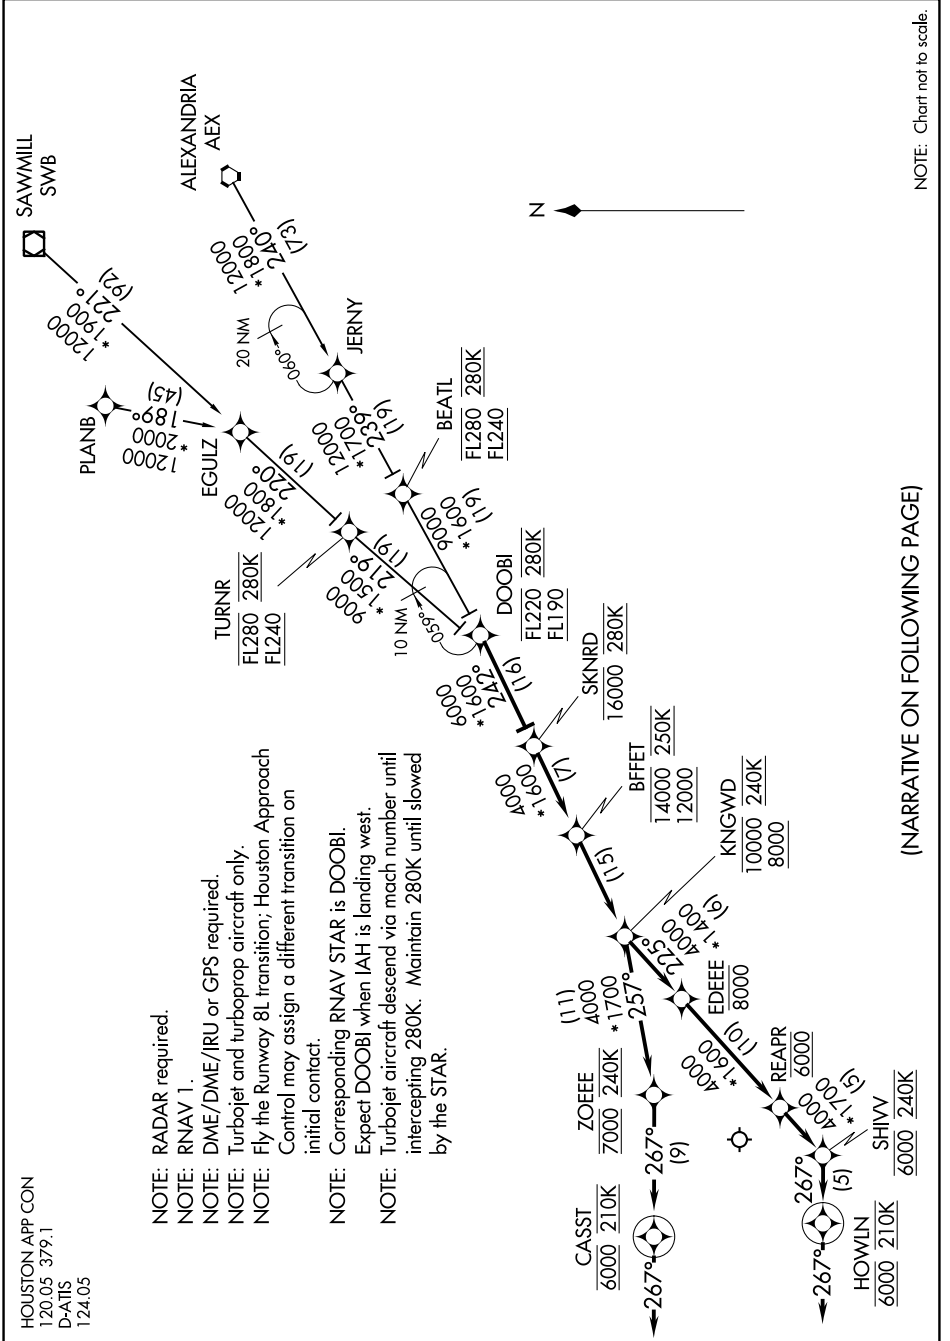 HOUSTON APP CON
120.05 379.1
D-ATIS
124.05
NOTE: RADAR required.
NOTE: RNAV 1.
NOTE: DME/DME/IRU or GPS required.
NOTE: Turbojet and turboprop aircraft only.
NOTE: Fly the Runway 8L transition; Houston Approach
Control may assign a different transition on
initial contact.
NOTE: Corresponding RNAV STAR is DOOBI.
Expect DOOBI when IAH is landing west.
NOTE: Turbojet aircraft descend via mach number until
intercepting 280K. Maintain 280K until slowed
by the STAR.
SAWMILL
SWB
12000
*1900
221°
(92)
PLANB
12000
*2000
189°
(45)
EGULZ
12000
*1800
220°
(19)
TURNR
FL280 280K
FL240
9000
*1500
219°
(19)
ALEXANDRIA
AEX
12000
*1800
240°
(73)
20 NM
060°
JERNY
12000
*1700
239°
(19)
BEATL
FL280 280K
FL240
9000
*1600
(19)
10 NM
059°
DOOBI
FL220 280K
FL190
6000
*1600
242°
(16)
SKNRD
16000 280K
4000
*1600
(7)
BFFET
14000 250K
12000
(15)
KNGWD
10000 240K
8000
(11)
4000
*1700
257°
ZOEEE
7000 240K
267°
(9)
CASST
6000 210K
267°
225°
4000
*1400
(6)
EDEEE
8000
4000
*1600
(10)
REAPR
6000
4000
*1700
(5)
SHIVV
6000 240K
267°
(5)
HOWLN
6000 210K
267°
N
(NARRATIVE ON FOLLOWING PAGE)
NOTE: Chart not to scale.